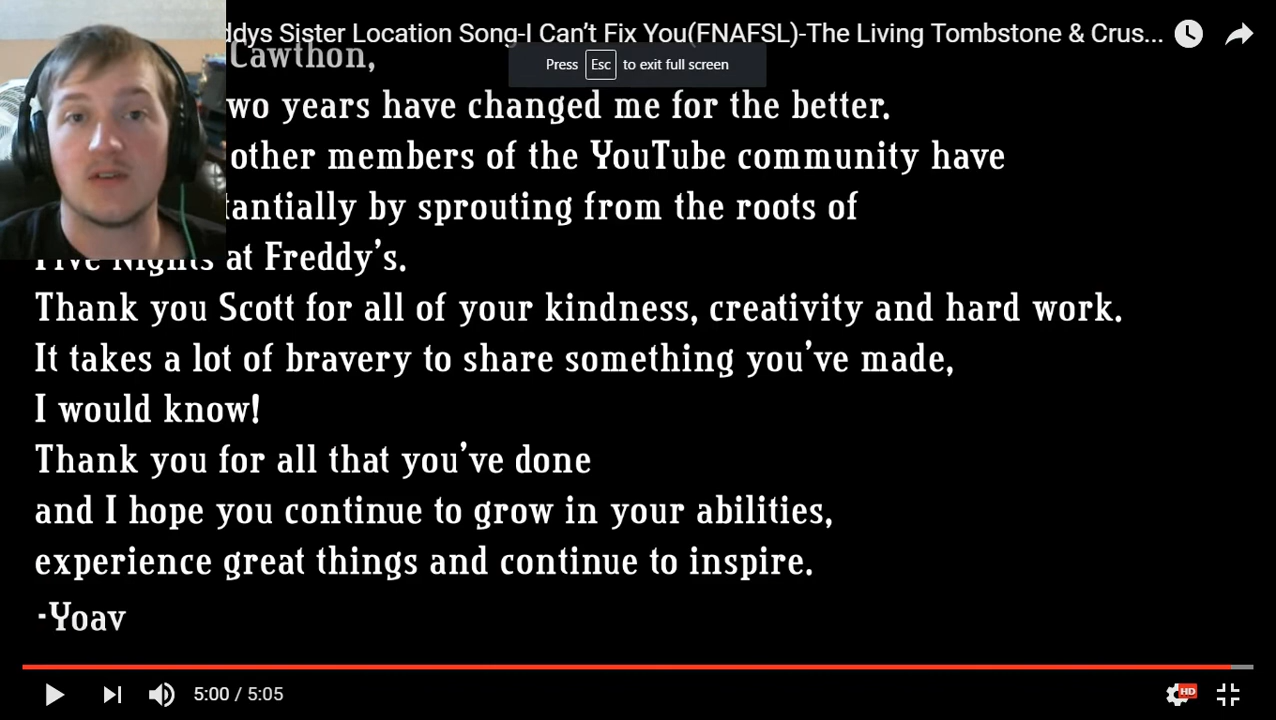 ddys Sister Location Song-I Can't Fix You(FNAFSL)-The Living Tombstone & Crus...
Cawthon,
Press Esc to exit full screen
wo years have changed me for the better.
other members of the YouTube community have
tantially by sprouting from the roots of
Five Nights at Freddy's.
Thank you Scott for all of your kindness, creativity and hard work.
It takes a lot of bravery to share something you've made,
I would know!
Thank you for all that you've done
and I hope you continue to grow in your abilities,
experience great things and continue to inspire.
-Yoav
5:00 / 5:05
HD